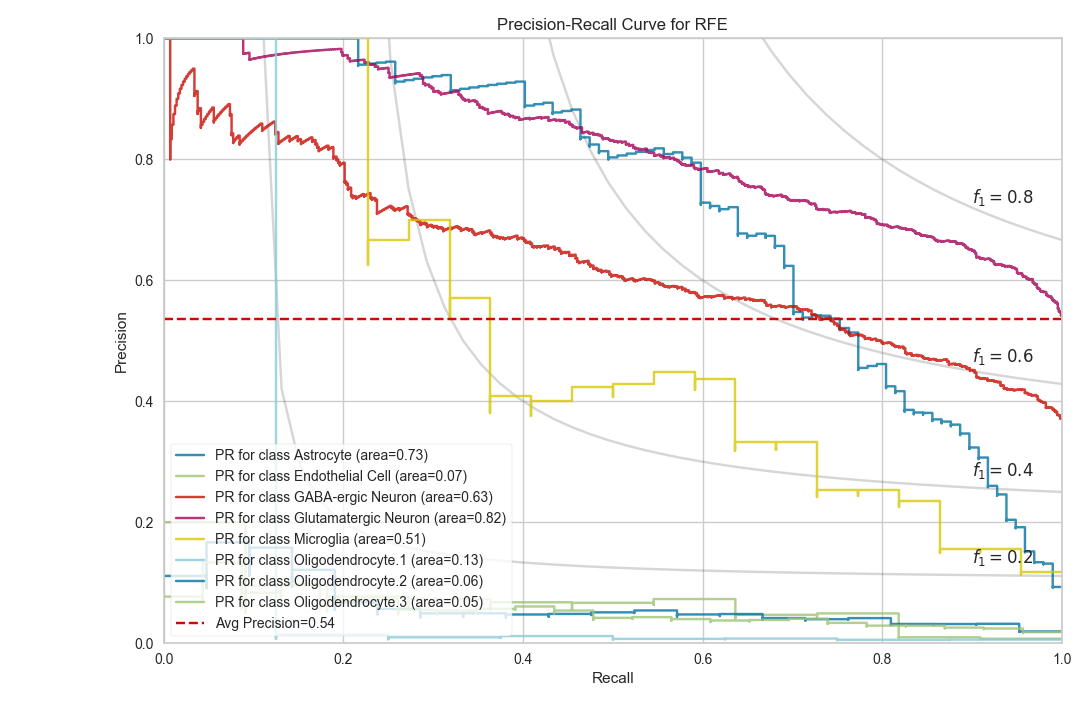 Precision-Recall Curve for RFE
1.0
0.8
0.6
0.4
0.2
0.0
Precision
f1 = 0.8
f1 = 0.6
f1 = 0.4
f1 = 0.2
PR for class Astrocyte (area=0.73)
PR for class Endothelial Cell (area=0.07)
PR for class GABA-ergic Neuron (area=0.63)
PR for class Glutamatergic Neuron (area=0.82)
PR for class Microglia (area=0.51)
PR for class Oligodendrocyte.1 (area=0.13)
PR for class Oligodendrocyte.2 (area=0.06)
PR for class Oligodendrocyte.3 (area=0.05)
Avg Precision=0.54
0.0 0.2 0.4 0.6 0.8 1.0
Recall